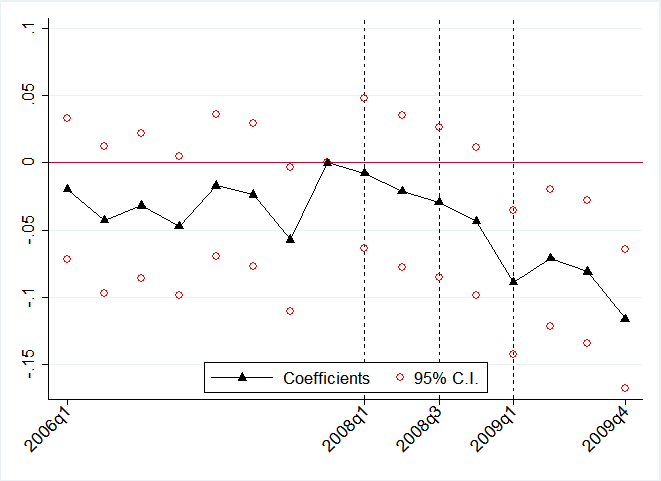 .1
.05
0
-.05
-.1
-.15
Coefficients
95% C.I.
2006q1
2008q1
2008q3
2009q1
2009q4